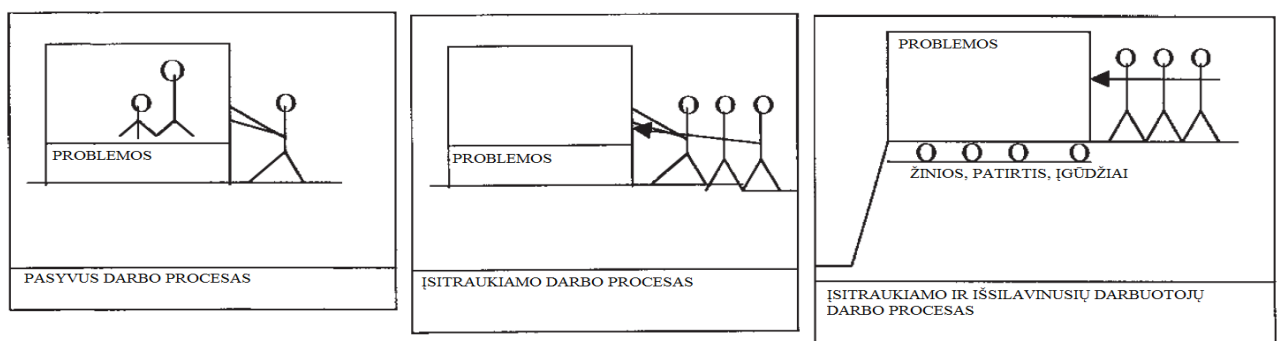 PROBLEMOS
PASYVUS DARBO PROCESAS
PROBLEMOS
ĮSITRAUKIAMO DARBO PROCESAS
PROBLEMOS
ŽINIOS, PATIRTIS, ĮGŪDŽIAI
ĮSITRAUKIAMO IR IŠSILAVINUSIŲ DARBUOTOJŲ
DARBO PROCESAS